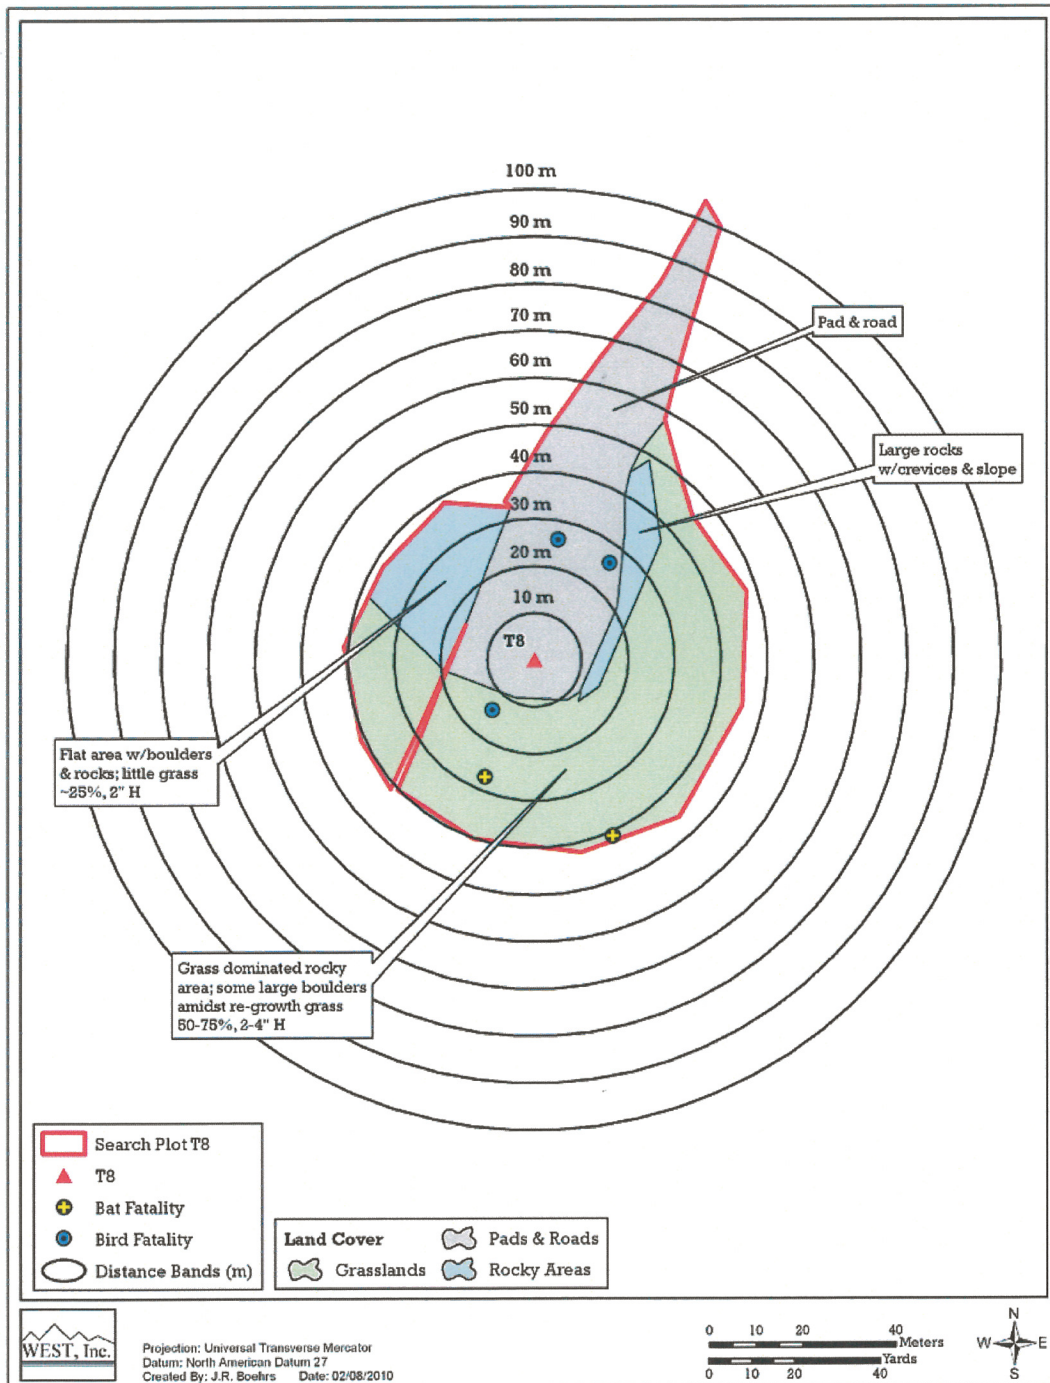 100 m
90 m
80 m
70 m
60 m
50 m
40 m
30 m
20 m
10 m
T8
Pad & road
Large rocks
w/crevices & slope
Flat area w/boulders
& rocks; little grass
~25%, 2" H
Grass dominated rocky
area; some large boulders
amidst re-growth grass
50-75%, 2-4" H
Search Plot T8
T8
Bat Fatality
Bird Fatality
Distance Bands (m)
Land Cover
Pads & Roads
Grasslands
Rocky Areas
WEST, Inc.
Projection: Universal Transverse Mercator
Datum: North American Datum 27
Created By: J.R. Boehrs Date: 02/08/2010
0 10 20 40
Meters
Yards
0 10 20 40
N
W E
S